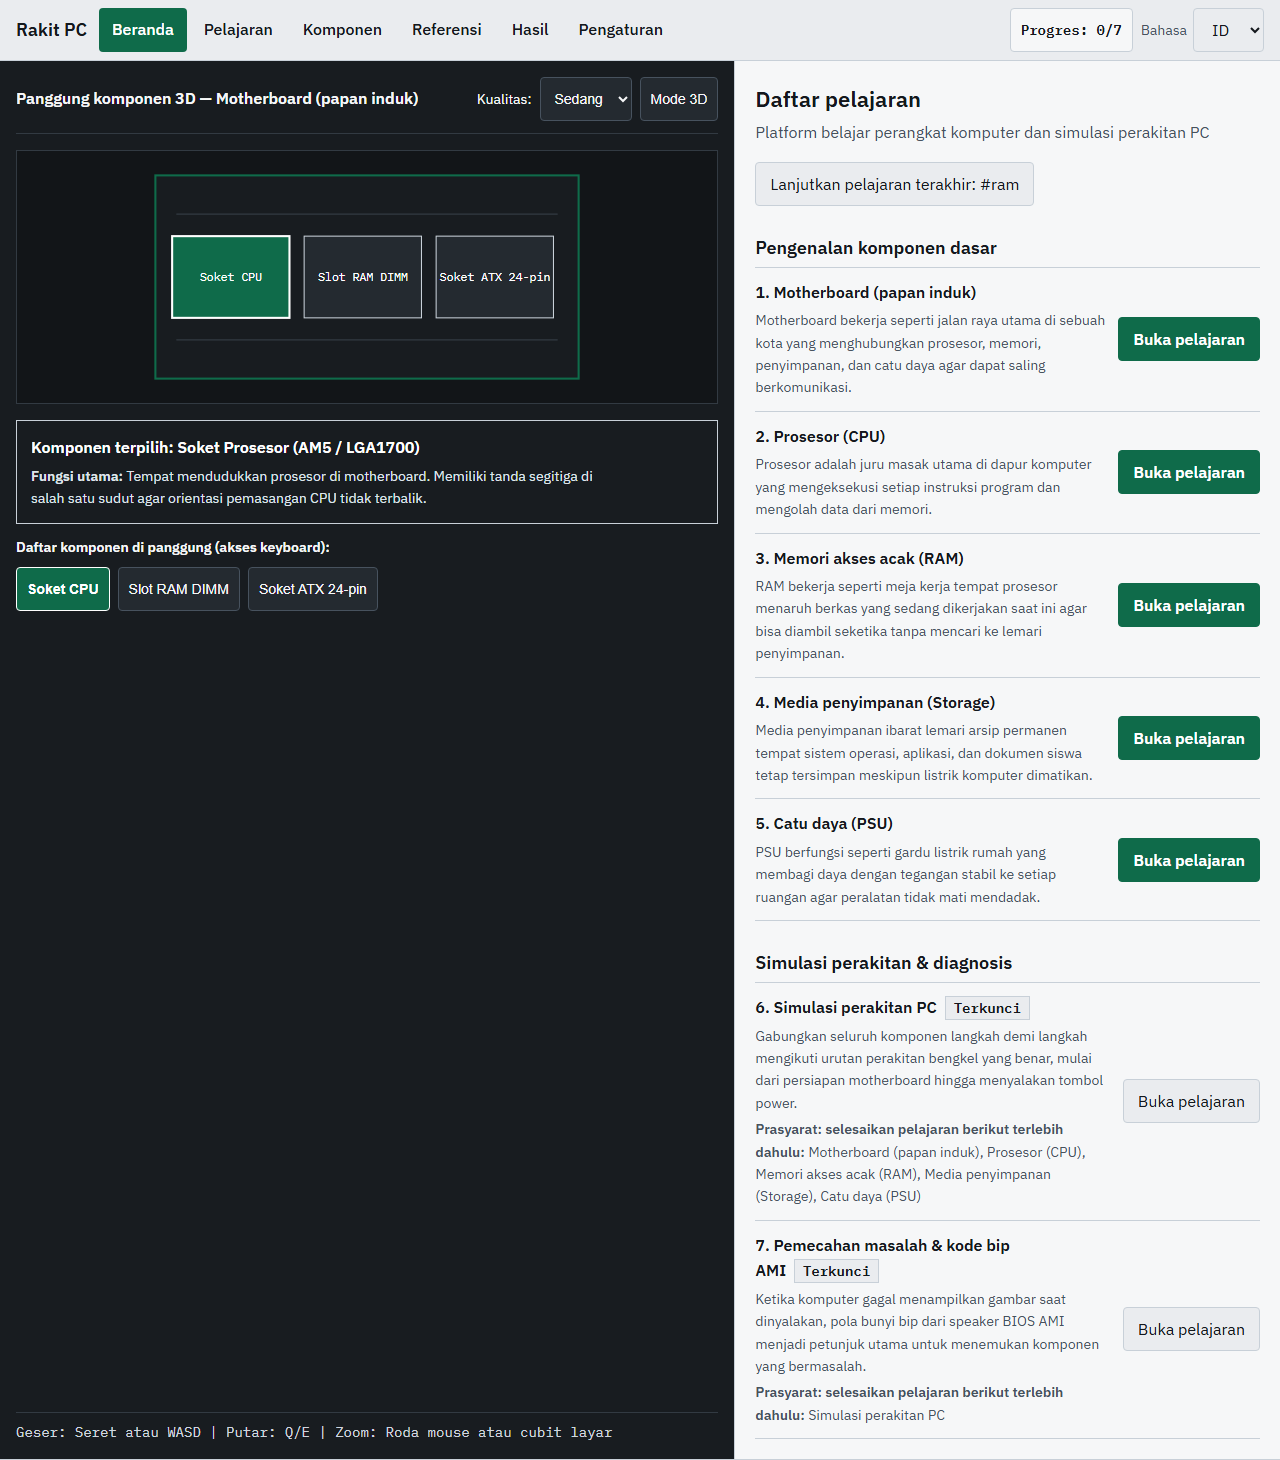 Rakit PC
Beranda
Pelajaran
Komponen
Referensi
Hasil
Pengaturan
Progres: 0/7
Bahasa
ID
Panggung komponen 3D — Motherboard (papan induk)
Kualitas:
Sedang
Mode 3D
Soket CPU
Slot RAM DIMM
Soket ATX 24-pin
Komponen terpilih: Soket Prosesor (AM5 / LGA1700)
Fungsi utama: Tempat mendudukkan prosesor di motherboard. Memiliki tanda segitiga di
salah satu sudut agar orientasi pemasangan CPU tidak terbalik.
Daftar komponen di panggung (akses keyboard):
Soket CPU
Slot RAM DIMM
Soket ATX 24-pin
Geser: Seret atau WASD | Putar: Q/E | Zoom: Roda mouse atau cubit layar
Daftar pelajaran
Platform belajar perangkat komputer dan simulasi perakitan PC
Lanjutkan pelajaran terakhir: #ram
Pengenalan komponen dasar
1. Motherboard (papan induk)
Motherboard bekerja seperti jalan raya utama di sebuah
kota yang menghubungkan prosesor, memori,
penyimpanan, dan catu daya agar dapat saling
berkomunikasi.
Buka pelajaran
2. Prosesor (CPU)
Prosesor adalah juru masak utama di dapur komputer
yang mengeksekusi setiap instruksi program dan
mengolah data dari memori.
Buka pelajaran
3. Memori akses acak (RAM)
RAM bekerja seperti meja kerja tempat prosesor
menaruh berkas yang sedang dikerjakan saat ini agar
bisa diambil seketika tanpa mencari ke lemari
penyimpanan.
Buka pelajaran
4. Media penyimpanan (Storage)
Media penyimpanan ibarat lemari arsip permanen
tempat sistem operasi, aplikasi, dan dokumen siswa
tetap tersimpan meskipun listrik komputer dimatikan.
Buka pelajaran
5. Catu daya (PSU)
PSU berfungsi seperti gardu listrik rumah yang
membagi daya dengan tegangan stabil ke setiap
ruangan agar peralatan tidak mati mendadak.
Buka pelajaran
Simulasi perakitan & diagnosis
6. Simulasi perakitan PC Terkunci
Gabungkan seluruh komponen langkah demi langkah
mengikuti urutan perakitan bengkel yang benar, mulai
dari persiapan motherboard hingga menyalakan tombol
power.
Prasyarat: selesaikan pelajaran berikut terlebih
dahulu: Motherboard (papan induk), Prosesor (CPU),
Memori akses acak (RAM), Media penyimpanan
(Storage), Catu daya (PSU)
Buka pelajaran
7. Pemecahan masalah & kode bip
AMI Terkunci
Ketika komputer gagal menampilkan gambar saat
dinyalakan, pola bunyi bip dari speaker BIOS AMI
menjadi petunjuk utama untuk menemukan komponen
yang bermasalah.
Prasyarat: selesaikan pelajaran berikut terlebih
dahulu: Simulasi perakitan PC
Buka pelajaran